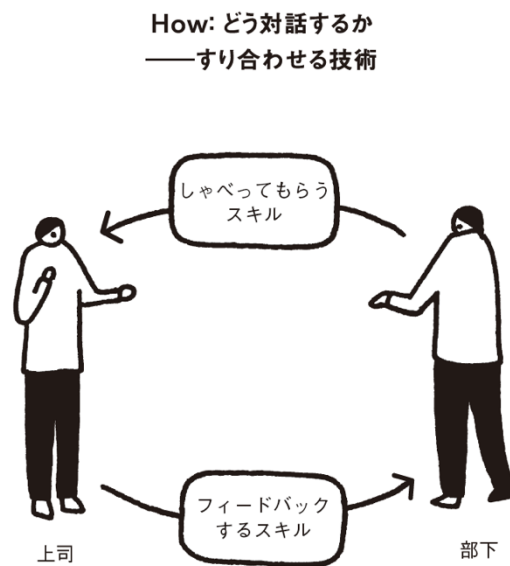 How: どう対話するか
——すり合わせる技術
しゃべってもらう
スキル
フィードバック
するスキル
上司
部下